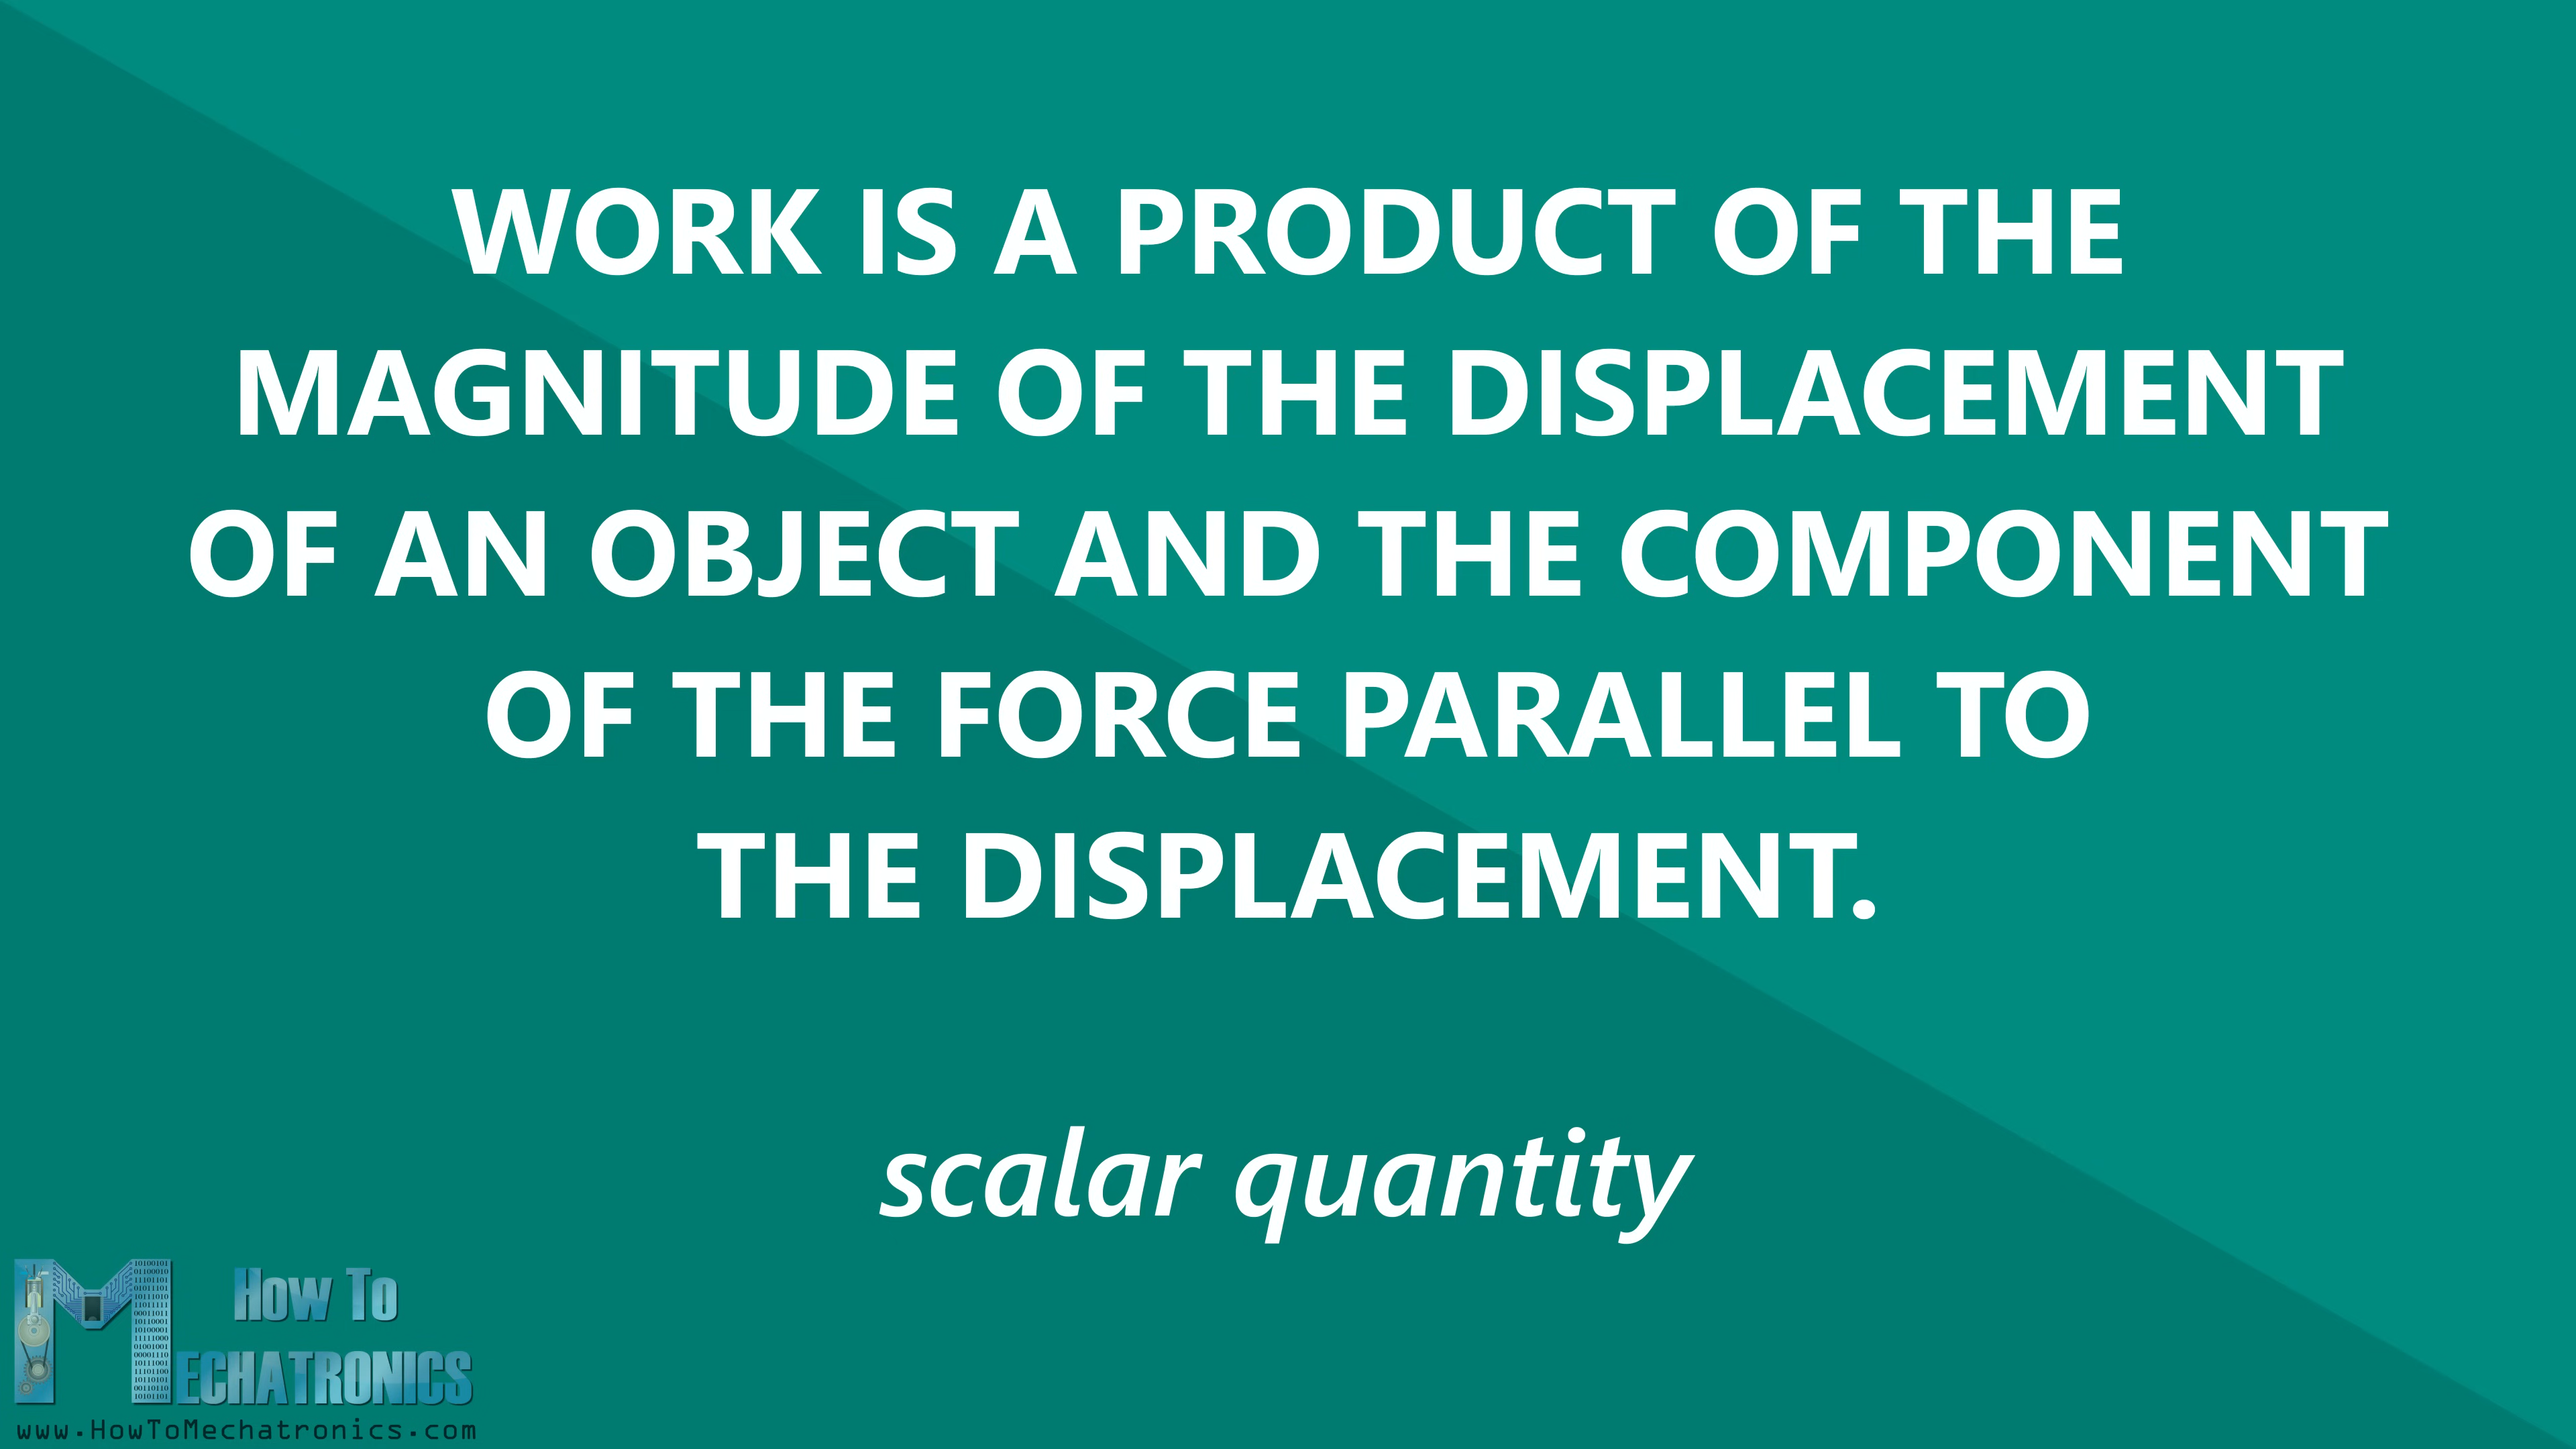 WORK IS A PRODUCT OF THE
MAGNITUDE OF THE DISPLACEMENT
OF AN OBJECT AND THE COMPONENT
OF THE FORCE PARALLEL TO
THE DISPLACEMENT.
scalar quantity
How To
MECHATRONICS
www.HowToMechatronics.com